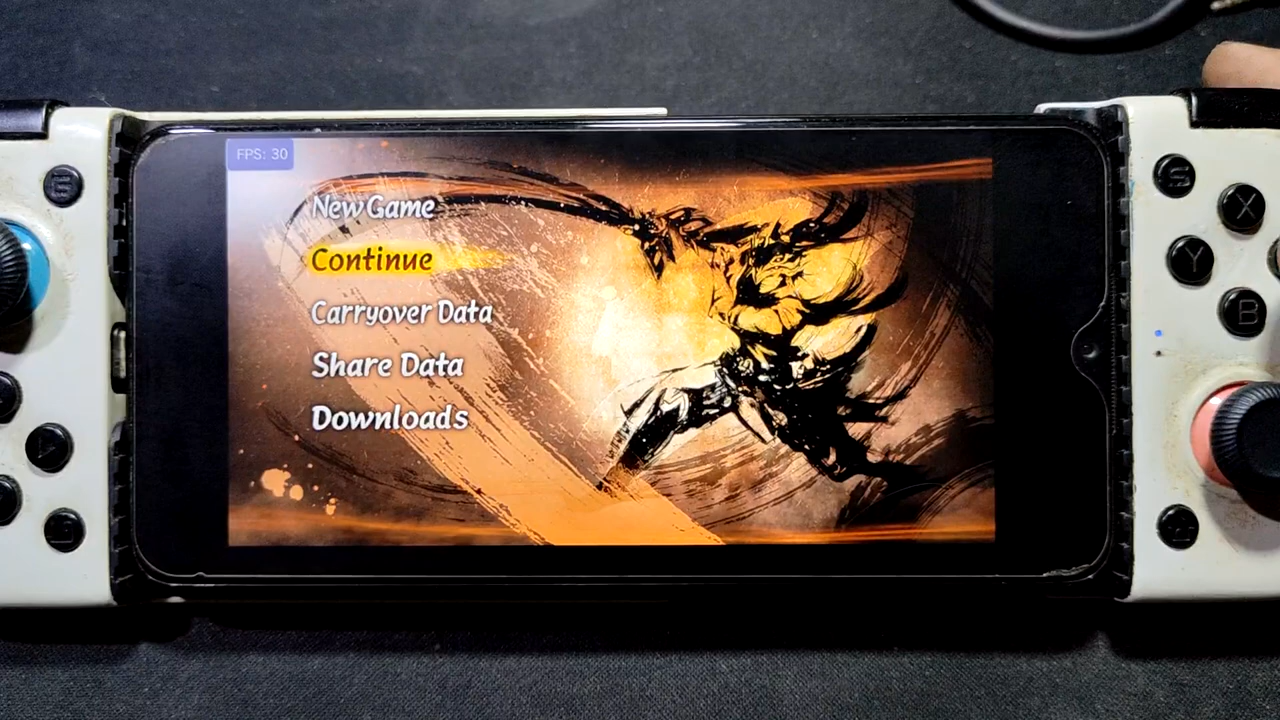 FPS: 30
New Game
Continue
Carryover Data
Share Data
Downloads
S
X
Y
B